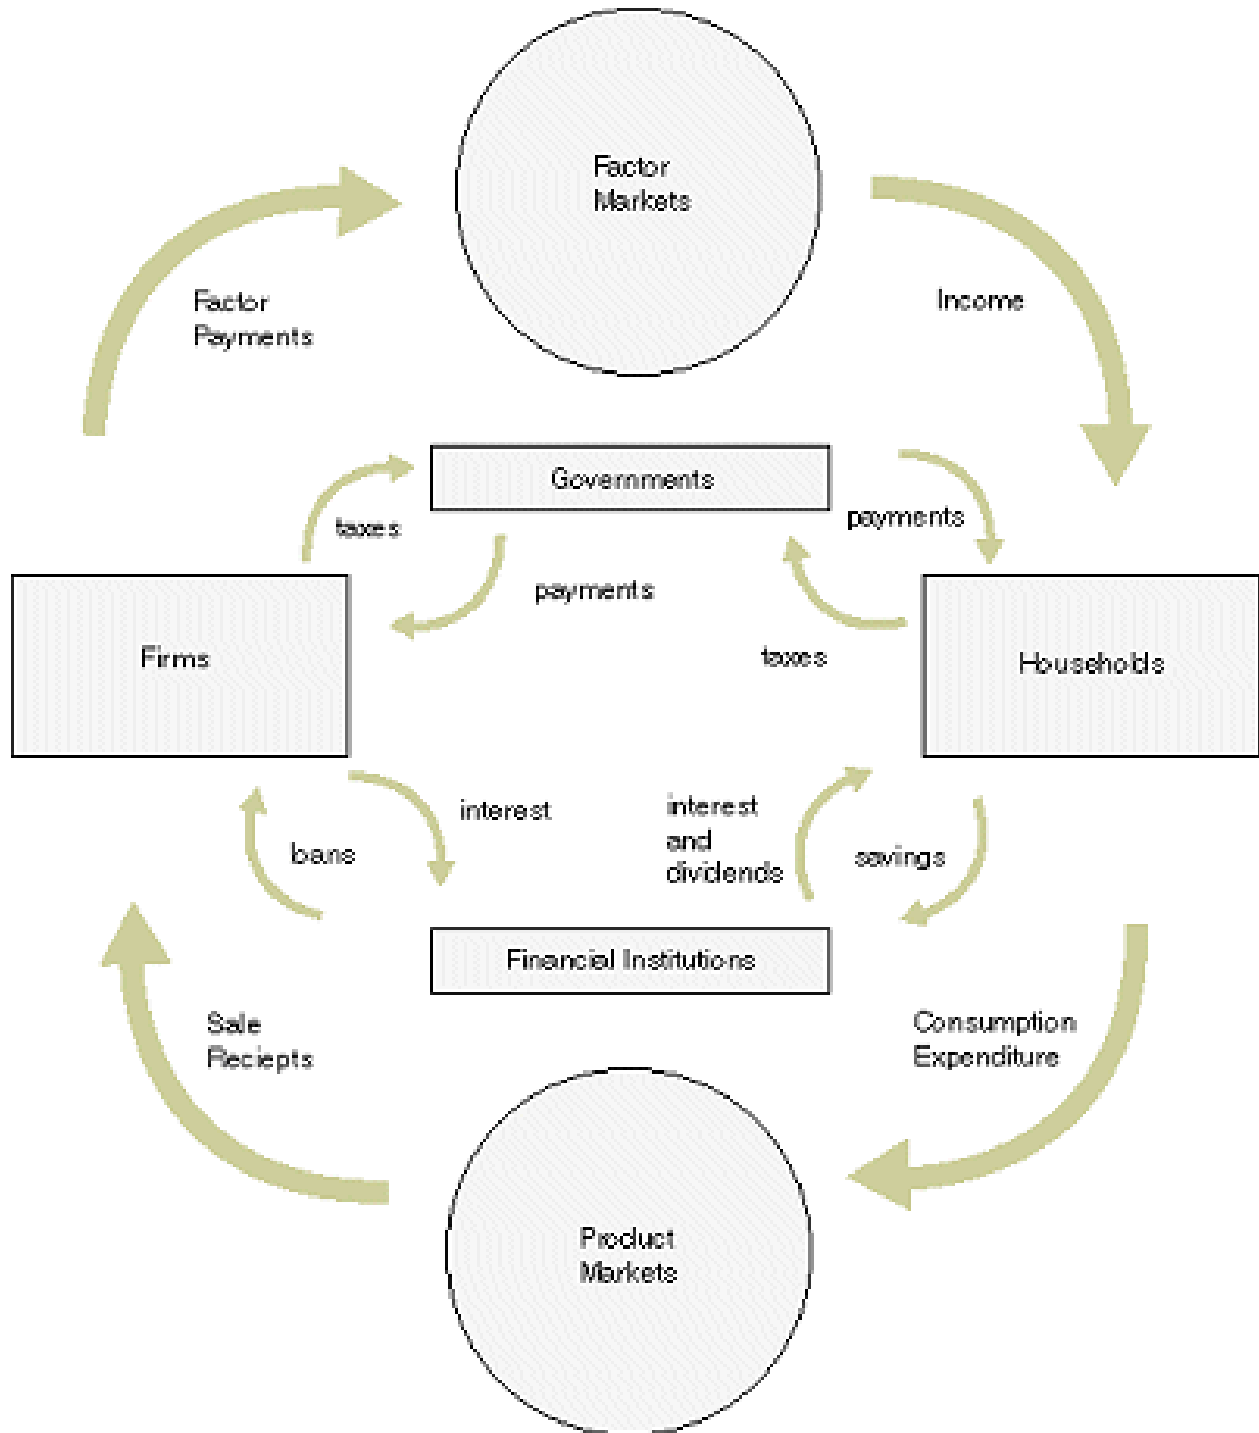 Factor
Markets
Factor
Payments
Income
Governments
taxes
payments
payments
taxes
Firms
Households
interest
loans
interest
and
dividends
savings
Financial Institutions
Sale
Reciepts
Consumption
Expenditure
Product
Markets